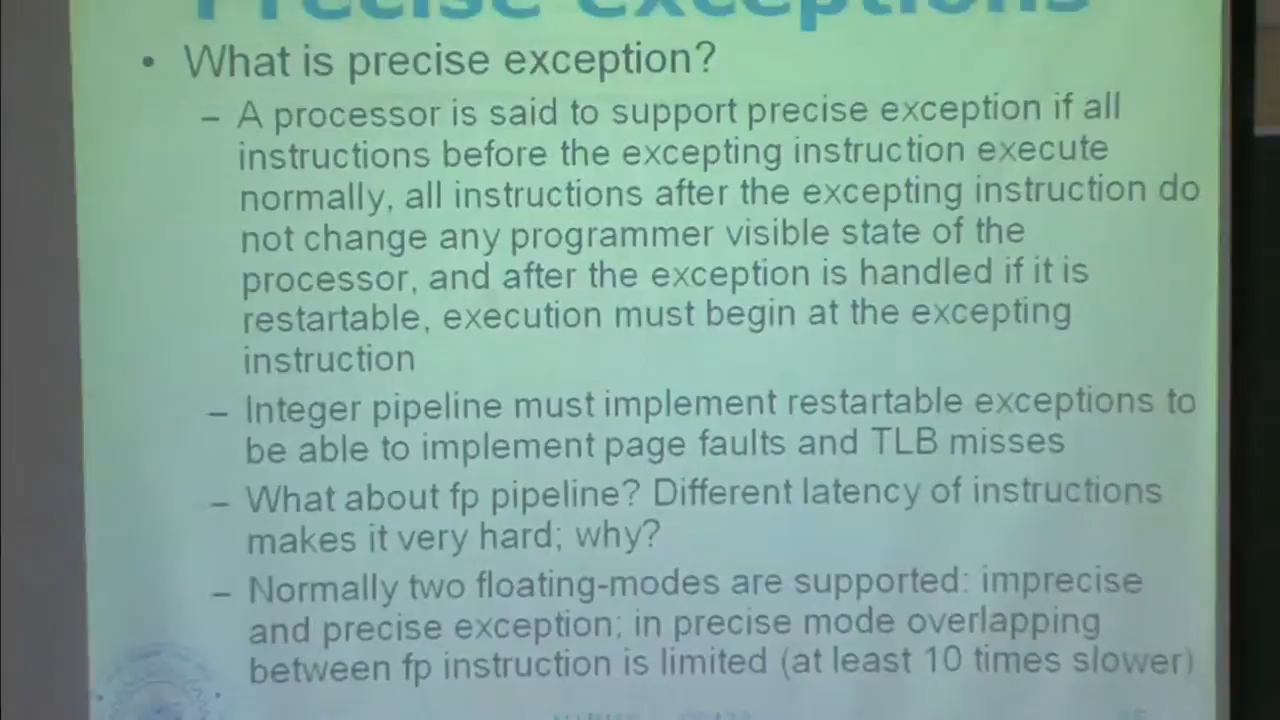 Precise exceptions
• What is precise exception?
– A processor is said to support precise exception if all
instructions before the excepting instruction execute
normally, all instructions after the excepting instruction do
not change any programmer visible state of the
processor, and after the exception is handled if it is
restartable, execution must begin at the excepting
instruction
– Integer pipeline must implement restartable exceptions to
be able to implement page faults and TLB misses
– What about fp pipeline? Different latency of instructions
makes it very hard; why?
– Normally two floating-modes are supported: imprecise
and precise exception; in precise mode overlapping
between fp instruction is limited (at least 10 times slower)